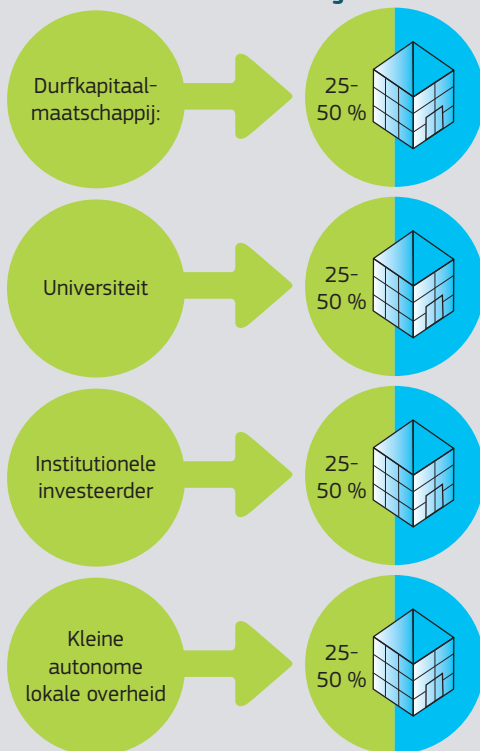 Durfkapitaal-
maatschappij:
25-
50 %
Universiteit
25-
50 %
Institutionele
investeerder
25-
50 %
Kleine
autonome
lokale overheid
25-
50 %